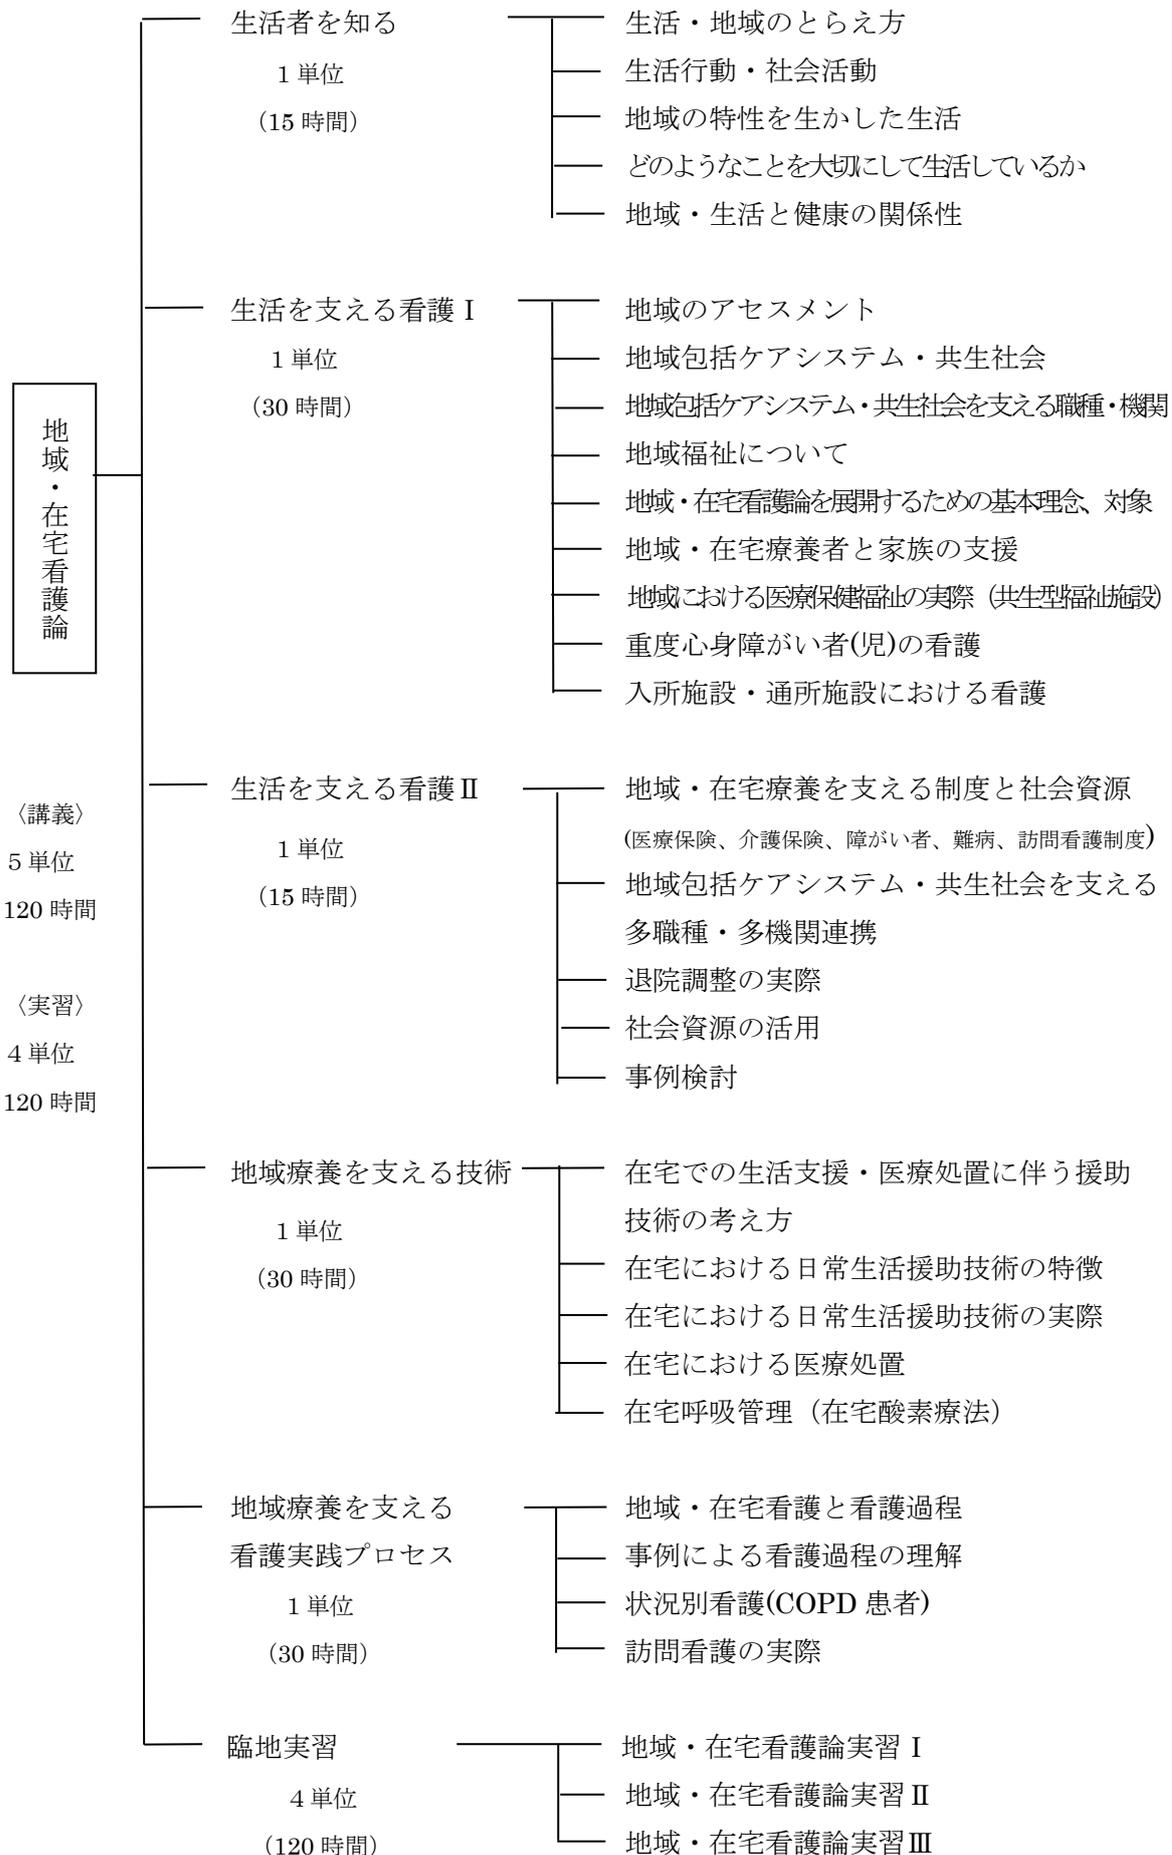 地域・在宅看護論
〈講義〉
5 単位
120 時間
〈実習〉
4 単位
120 時間
生活者を知る
1 単位
（15 時間）
生活・地域のとらえ方
生活行動・社会活動
地域の特性を生かした生活
どのようなことを大切にして生活しているか
地域・生活と健康の関係性
生活を支える看護Ⅰ
1 単位
（30 時間）
地域のアセスメント
地域包括ケアシステム・共生社会
地域包括ケアシステム・共生社会を支える職種・機関
地域福祉について
地域・在宅看護論を展開するための基本理念、対象
地域・在宅療養者と家族の支援
地域における医療保健福祉の実際（共生型福祉施設）
重度心身障がい者(児)の看護
入所施設・通所施設における看護
生活を支える看護Ⅱ
1 単位
（15 時間）
地域・在宅療養を支える制度と社会資源
(医療保険、介護保険、障がい者、難病、訪問看護制度)
地域包括ケアシステム・共生社会を支える
多職種・多機関連携
退院調整の実際
社会資源の活用
事例検討
地域療養を支える技術
1 単位
（30 時間）
在宅での生活支援・医療処置に伴う援助
技術の考え方
在宅における日常生活援助技術の特徴
在宅における日常生活援助技術の実際
在宅における医療処置
在宅呼吸管理（在宅酸素療法）
地域療養を支える
看護実践プロセス
1 単位
（30 時間）
地域・在宅看護と看護過程
事例による看護過程の理解
状況別看護(COPD 患者)
訪問看護の実際
臨地実習
4 単位
（120 時間）
地域・在宅看護論実習Ⅰ
地域・在宅看護論実習Ⅱ
地域・在宅看護論実習Ⅲ